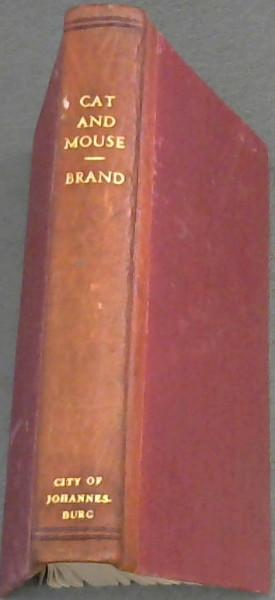 CAT
AND
MOUSE
—
BRAND
CITY OF
JOHANNES-
BURG